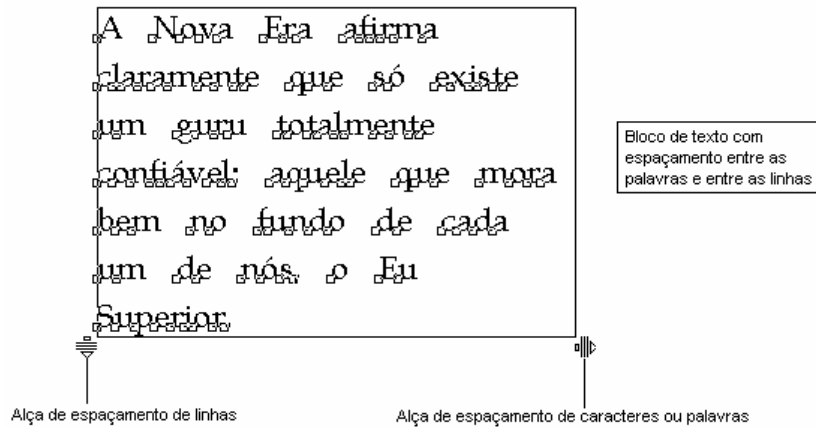 A Nova Era afirma
claramente que só existe
um guru totalmente
confiável: aquele que mora
bem no fundo de cada
um de nós, o Eu
Superior.
Bloco de texto com
espaçamento entre as
palavras e entre as linhas
Alça de espaçamento de linhas
Alça de espaçamento de caracteres ou palavras